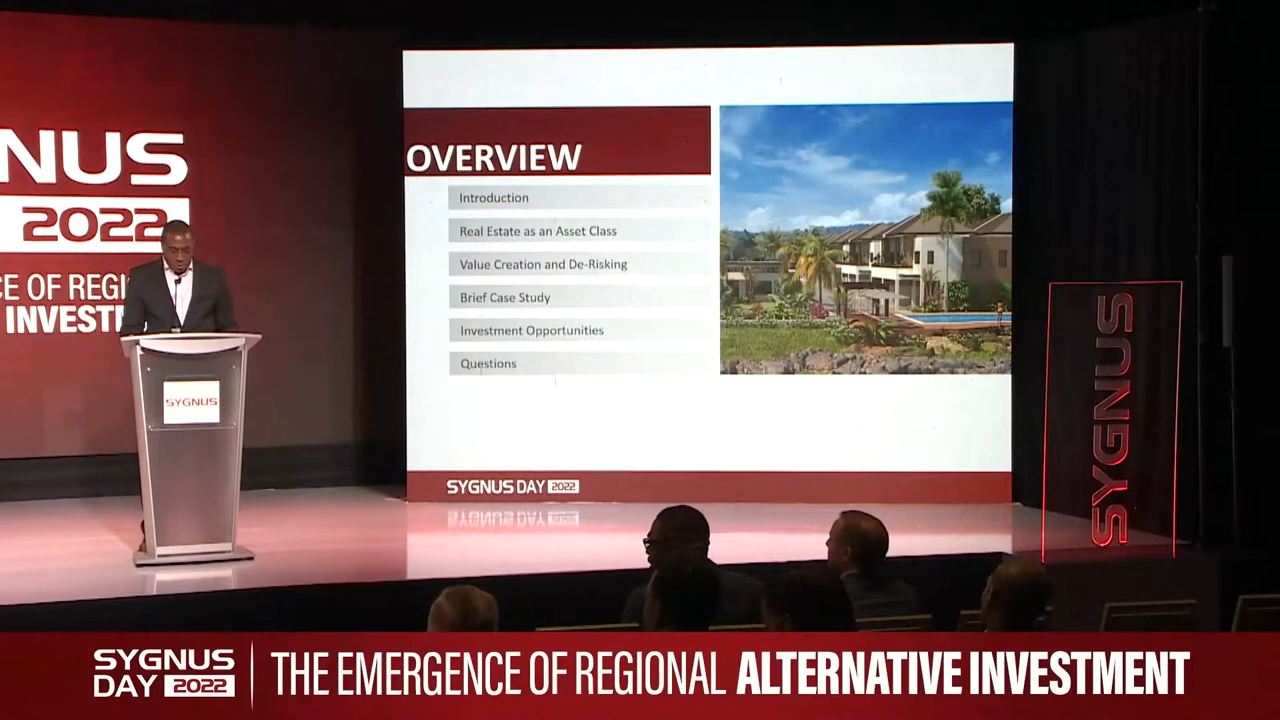 NUS
2022
CE OF REGI
INVEST
SYGNUS
OVERVIEW
Introduction
Real Estate as an Asset Class
Value Creation and De-Risking
Brief Case Study
Investment Opportunities
Questions
SYGNUS DAY 2022
SYGNUS
SYGNUS
DAY 2022
THE EMERGENCE OF REGIONAL ALTERNATIVE INVESTMENT